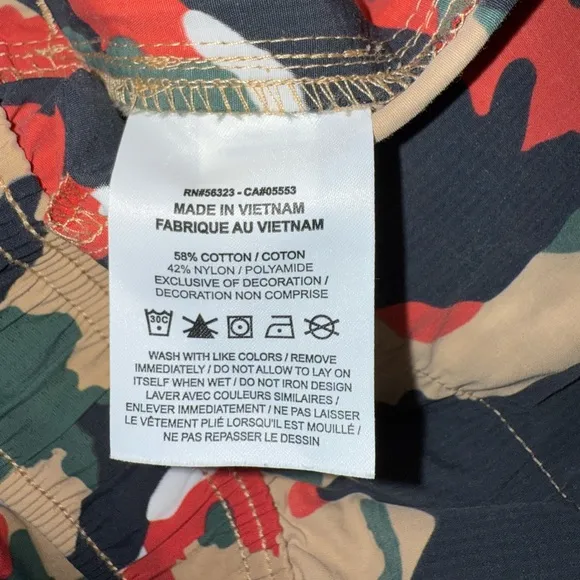 RN#56323 - CA#05553
MADE IN VIETNAM
FABRIQUE AU VIETNAM
58% COTTON / COTON
42% NYLON / POLYAMIDE
EXCLUSIVE OF DECORATION /
DECORATION NON COMPRISE
30C
WASH WITH LIKE COLORS / REMOVE
IMMEDIATELY / DO NOT ALLOW TO LAY ON
ITSELF WHEN WET / DO NOT IRON DESIGN
LAVER AVEC COULEURS SIMILAIRES /
ENLEVER IMMÉDIATEMENT / NE PAS LAISSER
LE VÊTEMENT PLIÉ LORSQU'IL EST MOUILLÉ /
NE PAS REPASSER LE DESSIN